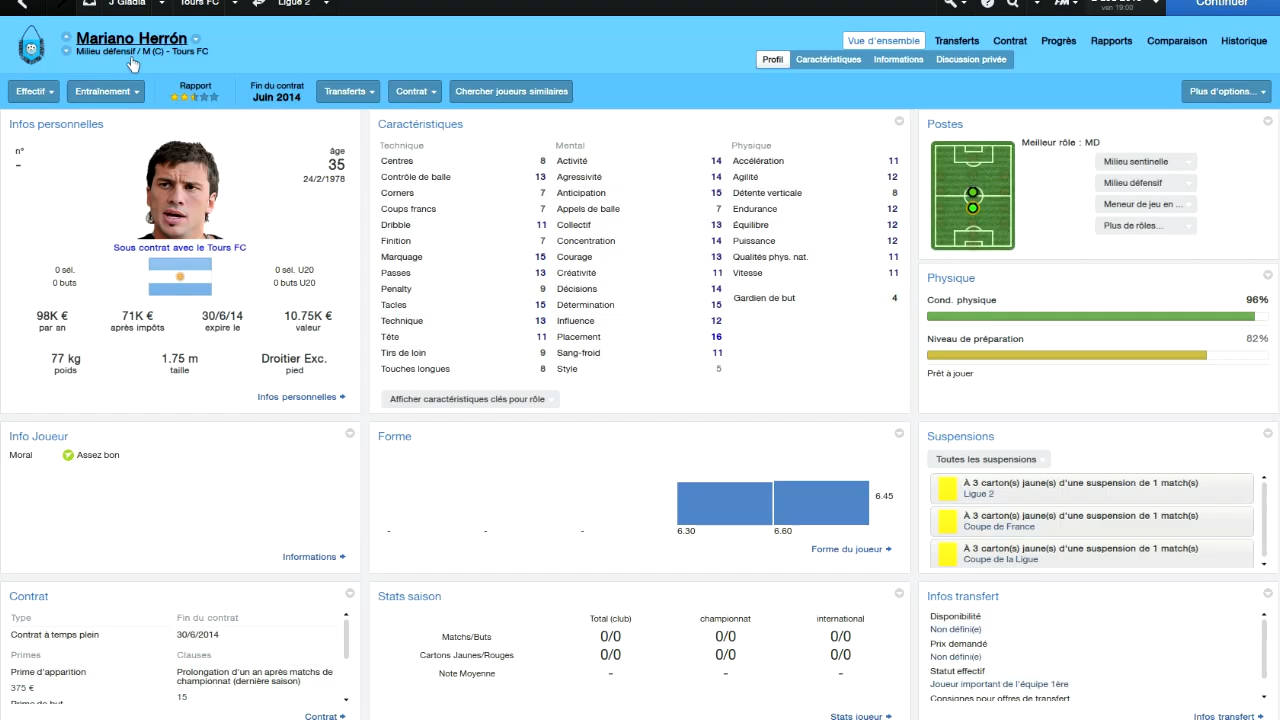 J Gladia
Tours FC
Ligue 2
FM
ven 19:00
Continuer
Mariano Herrón
Milieu défensif / M (C) - Tours FC
Vue d'ensemble
Transferts
Contrat
Progrès
Rapports
Comparaison
Historique
Profil
Caractéristiques
Informations
Discussion privée
Effectif
Entraînement
Rapport
Fin du contrat
Juin 2014
Transferts
Contrat
Chercher joueurs similaires
Plus d'options...
Infos personnelles
n°
-
âge
35
24/2/1978
Sous contrat avec le Tours FC
0 sél.
0 buts
0 sél. U20
0 buts U20
98K € 71K € 30/6/14 10.75K €
par an après impôts expire le valeur
77 kg 1.75 m Droitier Exc.
poids taille pied
Infos personnelles
Caractéristiques
Technique Mental Physique
Centres 8 Activité 14 Accélération 11
Contrôle de balle 13 Agressivité 14 Agilité 12
Corners 7 Anticipation 15 Détente verticale 8
Coups francs 7 Appels de balle 7 Endurance 12
Dribble 11 Collectif 13 Équilibre 12
Finition 7 Concentration 14 Puissance 12
Marquage 15 Courage 13 Qualités phys. nat. 11
Passes 13 Créativité 11 Vitesse 11
Penalty 9 Décisions 14
Gardien de but 4
Tacles 15 Détermination 15
Technique 13 Influence 12
Tête 11 Placement 16
Tirs de loin 9 Sang-froid 11
Touches longues 8 Style 5
Afficher caractéristiques clés pour rôle
Postes
Meilleur rôle : MD
Milieu sentinelle
Milieu défensif
Meneur de jeu en ...
Plus de rôles...
Physique
Cond. physique 96%
Niveau de préparation 82%
Prêt à jouer
Info Joueur
Moral Assez bon
Informations
Forme
6.45
- - - 6.30 6.60
Forme du joueur
Suspensions
Toutes les suspensions
À 3 carton(s) jaune(s) d'une suspension de 1 match(s)
Ligue 2
À 3 carton(s) jaune(s) d'une suspension de 1 match(s)
Coupe de France
À 3 carton(s) jaune(s) d'une suspension de 1 match(s)
Coupe de la Ligue
Contrat
Type Fin du contrat
Contrat à temps plein 30/6/2014
Primes Clauses
Prime d'apparition Prolongation d'un an après matchs de
375 € championnat (dernière saison)
15
Prime de but
Contrat
Stats saison
Total (club) championnat international
Matchs/Buts 0/0 0/0 0/0
Cartons Jaunes/Rouges 0/0 0/0 0/0
Note Moyenne - - -
Stats joueur
Infos transfert
Disponibilité
Non défini(e)
Prix demandé
Non défini(e)
Statut effectif
Joueur important de l'équipe 1ère
Consignes pour offres de transfert
Infos transfert